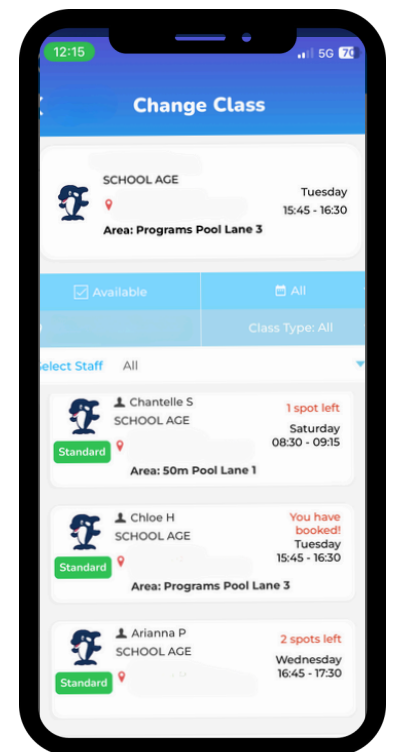 12:15
5G 70
Change Class
SCHOOL AGE
Tuesday
15:45 - 16:30
Area: Programs Pool Lane 3
Available
All
Class Type: All
elect Staff All
Chantelle S
SCHOOL AGE
1 spot left
Saturday
08:30 - 09:15
Standard
Area: 50m Pool Lane 1
Chloe H
SCHOOL AGE
You have
booked!
Tuesday
15:45 - 16:30
Standard
Area: Programs Pool Lane 3
Arianna P
SCHOOL AGE
2 spots left
Wednesday
16:45 - 17:30
Standard